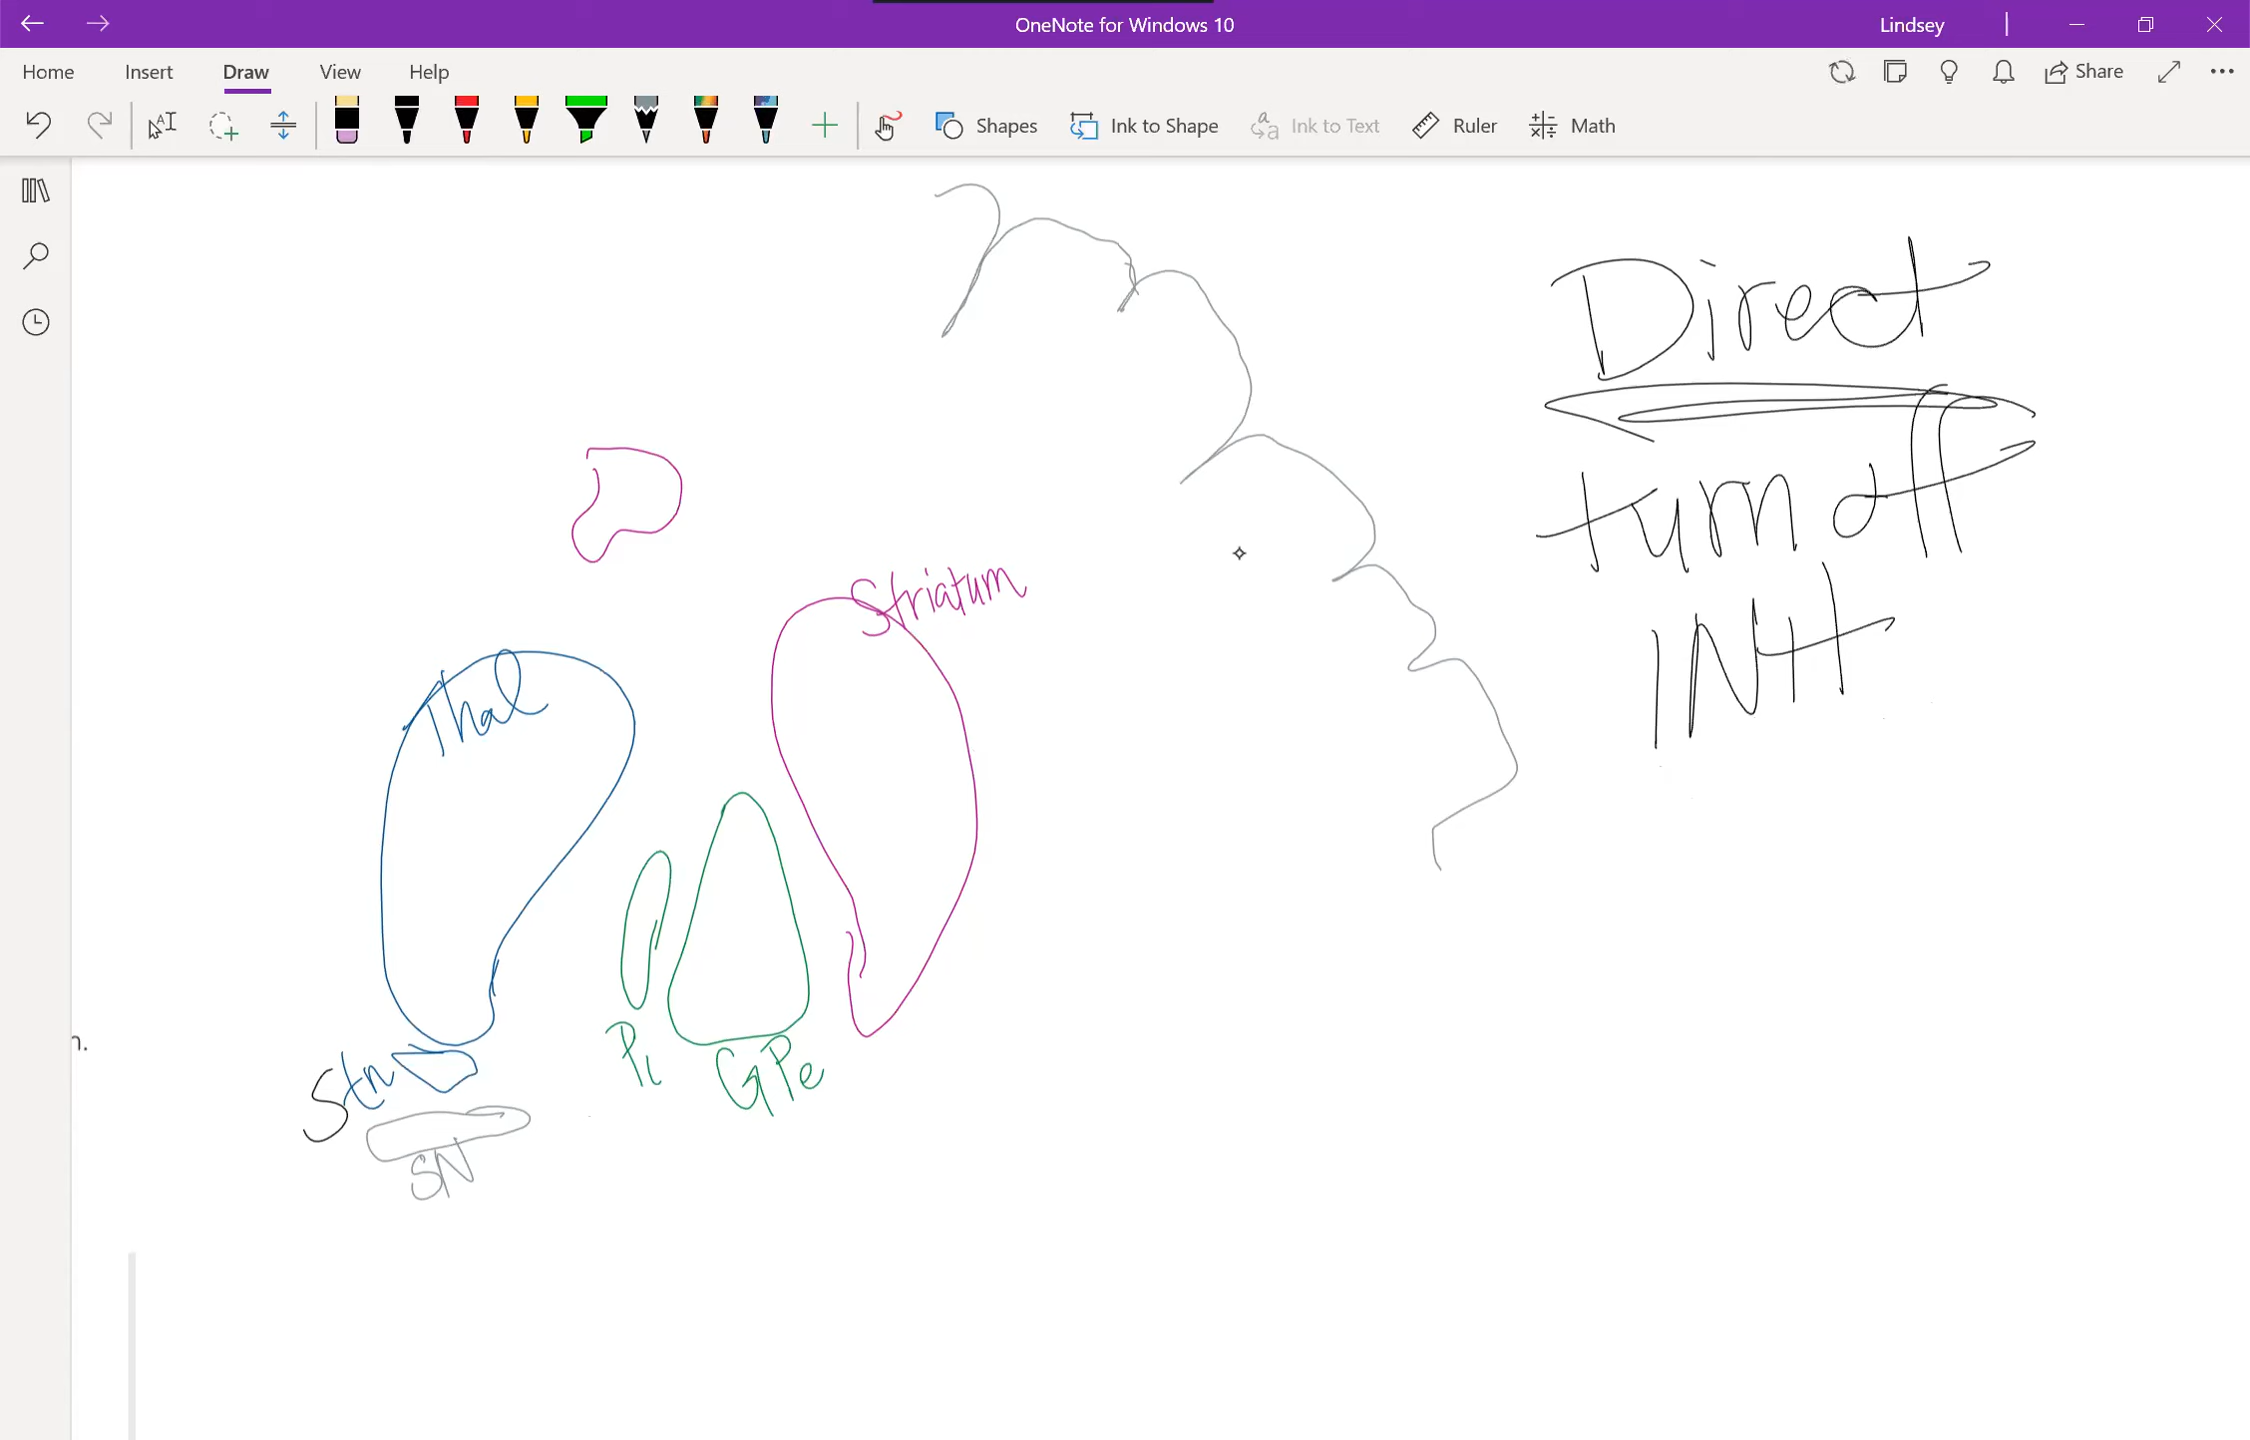 OneNote for Windows 10
Lindsey
Home Insert Draw View Help
Share
Shapes Ink to Shape Ink to Text Ruler Math
Direct
turn off
INH
Striatum
Thal
n.
Stn
Pi
GPe
SN